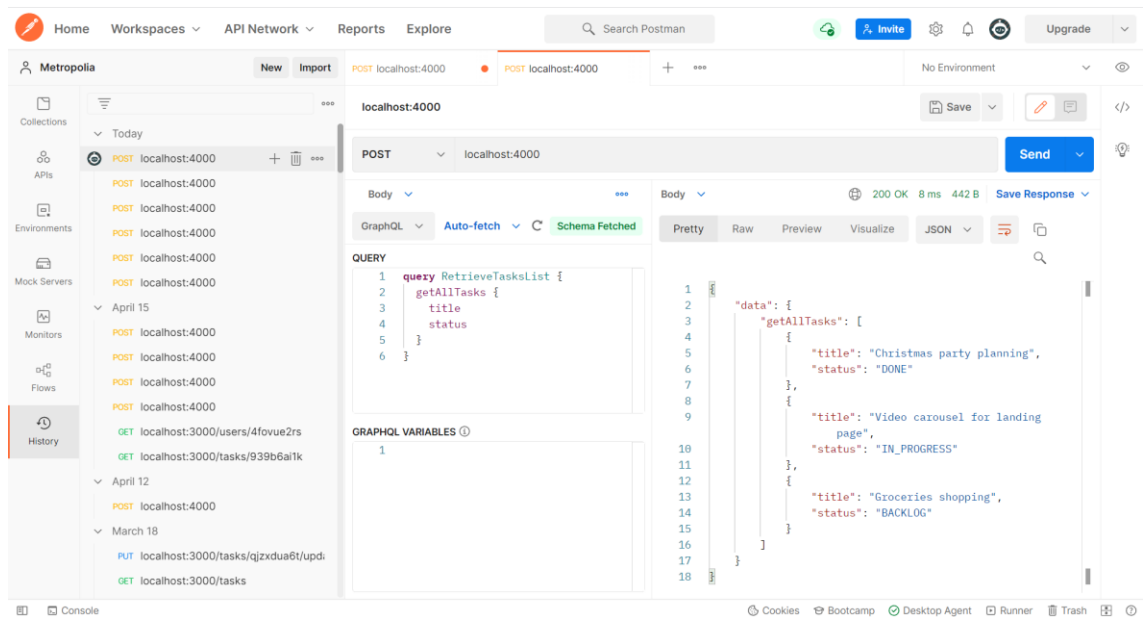 Home Workspaces API Network Reports Explore Search Postman Invite Upgrade
Metropolia New Import POST localhost:4000 POST localhost:4000 No Environment
Collections
APIs
Environments
Mock Servers
Monitors
Flows
History
Today
POST localhost:4000
POST localhost:4000
POST localhost:4000
POST localhost:4000
POST localhost:4000
POST localhost:4000
April 15
POST localhost:4000
POST localhost:4000
POST localhost:4000
POST localhost:4000
GET localhost:3000/users/4fovue2rs
GET localhost:3000/tasks/939b6ai1k
April 12
POST localhost:4000
March 18
PUT localhost:3000/tasks/qjzxdua6t/upda
GET localhost:3000/tasks
localhost:4000 Save
POST localhost:4000 Send
Body
GraphQL Auto-fetch Schema Fetched
QUERY
1 query RetrieveTasksList {
2 getAllTasks {
3 title
4 status
5 }
6 }
GRAPHQL VARIABLES
1
Body 200 OK 8 ms 442 B Save Response
Pretty Raw Preview Visualize JSON
1 {
2 "data": {
3 "getAllTasks": [
4 {
5 "title": "Christmas party planning",
6 "status": "DONE"
7 },
8 {
9 "title": "Video carousel for landing
page",
10 "status": "IN_PROGRESS"
11 },
12 {
13 "title": "Groceries shopping",
14 "status": "BACKLOG"
15 }
16 ]
17 }
18 }
Console Cookies Bootcamp Desktop Agent Runner Trash